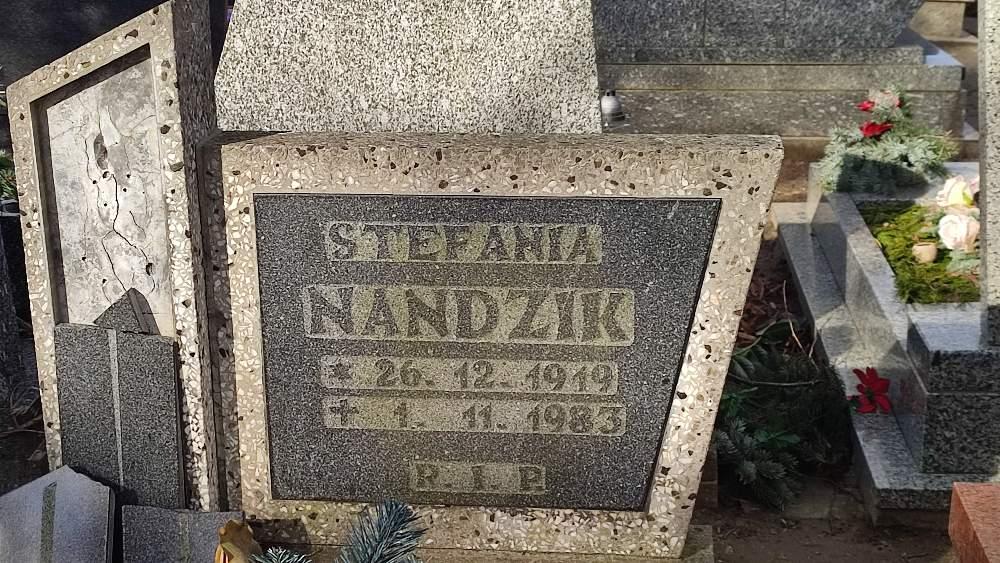 STEFANIA
NANDZIK
* 26. 12. 1919
✝ 1. 11. 1983
R. I. P.